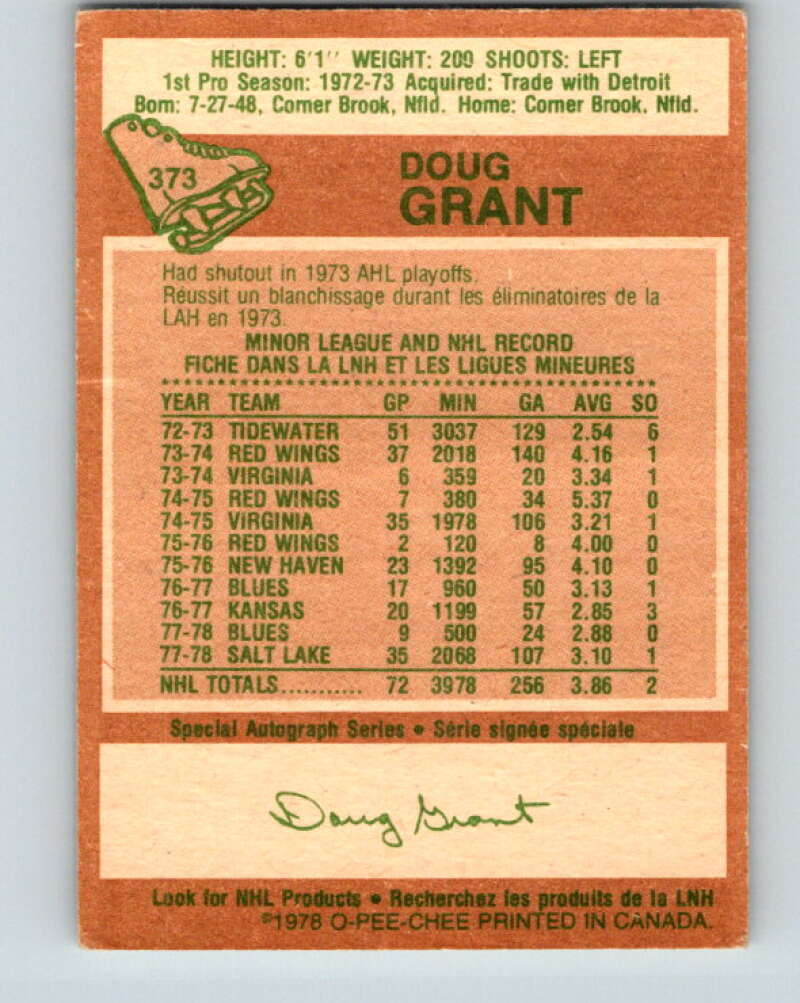 HEIGHT: 6'1" WEIGHT: 200 SHOOTS: LEFT
1st Pro Season: 1972-73 Acquired: Trade with Detroit
Born: 7-27-48, Corner Brook, Nfld. Home: Corner Brook, Nfld.
373
DOUG
GRANT
Had shutout in 1973 AHL playoffs.
Réussit un blanchissage durant les éliminatoires de la
LAH en 1973.
MINOR LEAGUE AND NHL RECORD
FICHE DANS LA LNH ET LES LIGUES MINEURES
YEAR TEAM GP MIN GA AVG SO
72-73 TIDEWATER 51 3037 129 2.54 6
73-74 RED WINGS 37 2018 140 4.16 1
73-74 VIRGINIA 6 359 20 3.34 1
74-75 RED WINGS 7 380 34 5.37 0
74-75 VIRGINIA 35 1978 106 3.21 1
75-76 RED WINGS 2 120 8 4.00 0
75-76 NEW HAVEN 23 1392 95 4.10 0
76-77 BLUES 17 960 50 3.13 1
76-77 KANSAS 20 1199 57 2.85 3
77-78 BLUES 9 500 24 2.88 0
77-78 SALT LAKE 35 2068 107 3.10 1
NHL TOTALS........... 72 3978 256 3.86 2
Special Autograph Series • Série signée spéciale
Doug Grant
Look for NHL Products • Recherchez les produits de la LNH
©1978 O-PEE-CHEE PRINTED IN CANADA.